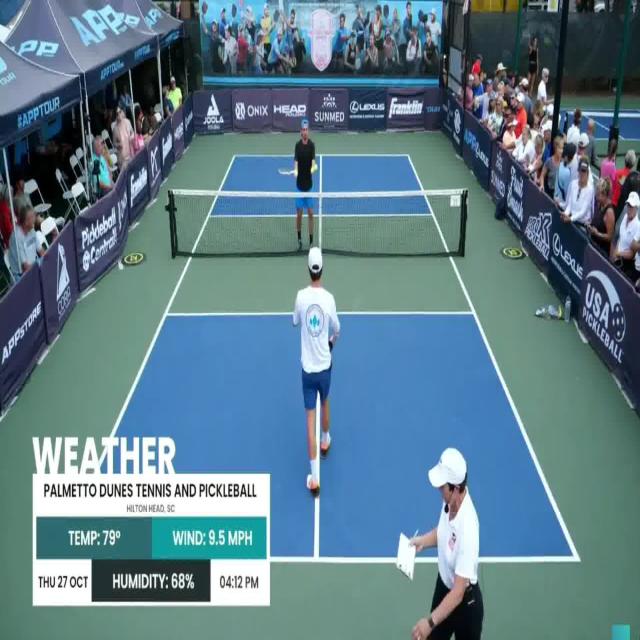 APP
APP
#APPTOUR
JOOLA
ONIX
HEAD
SUNMED
LEXUS
Franklin
Pickleball
Central
APPSTORE
LEXUS
USA
PICKLEBALL
WEATHER
PALMETTO DUNES TENNIS AND PICKLEBALL
HILTON HEAD, SC
TEMP: 79º WIND: 9.5 MPH
THU 27 OCT HUMIDITY: 68% 04:12 PM